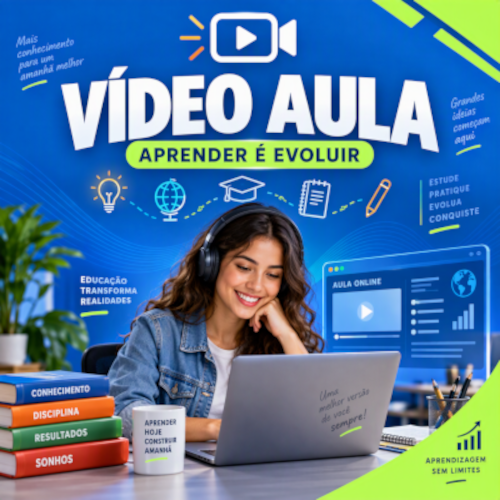 Mais
conhecimento
para um
amanhã melhor
VÍDEO AULA
APRENDER É EVOLUIR
Grandes
ideias
começam
aqui
ESTUDE
PRATIQUE
EVOLUA
CONQUISTE
EDUCAÇÃO
TRANSFORMA
REALIDADES
AULA ONLINE
CONHECIMENTO
DISCIPLINA
RESULTADOS
SONHOS
APRENDER
HOJE
CONSTRUIR
AMANHÃ
Uma
melhor versão
de você
sempre!
APRENDIZAGEM
SEM LIMITES